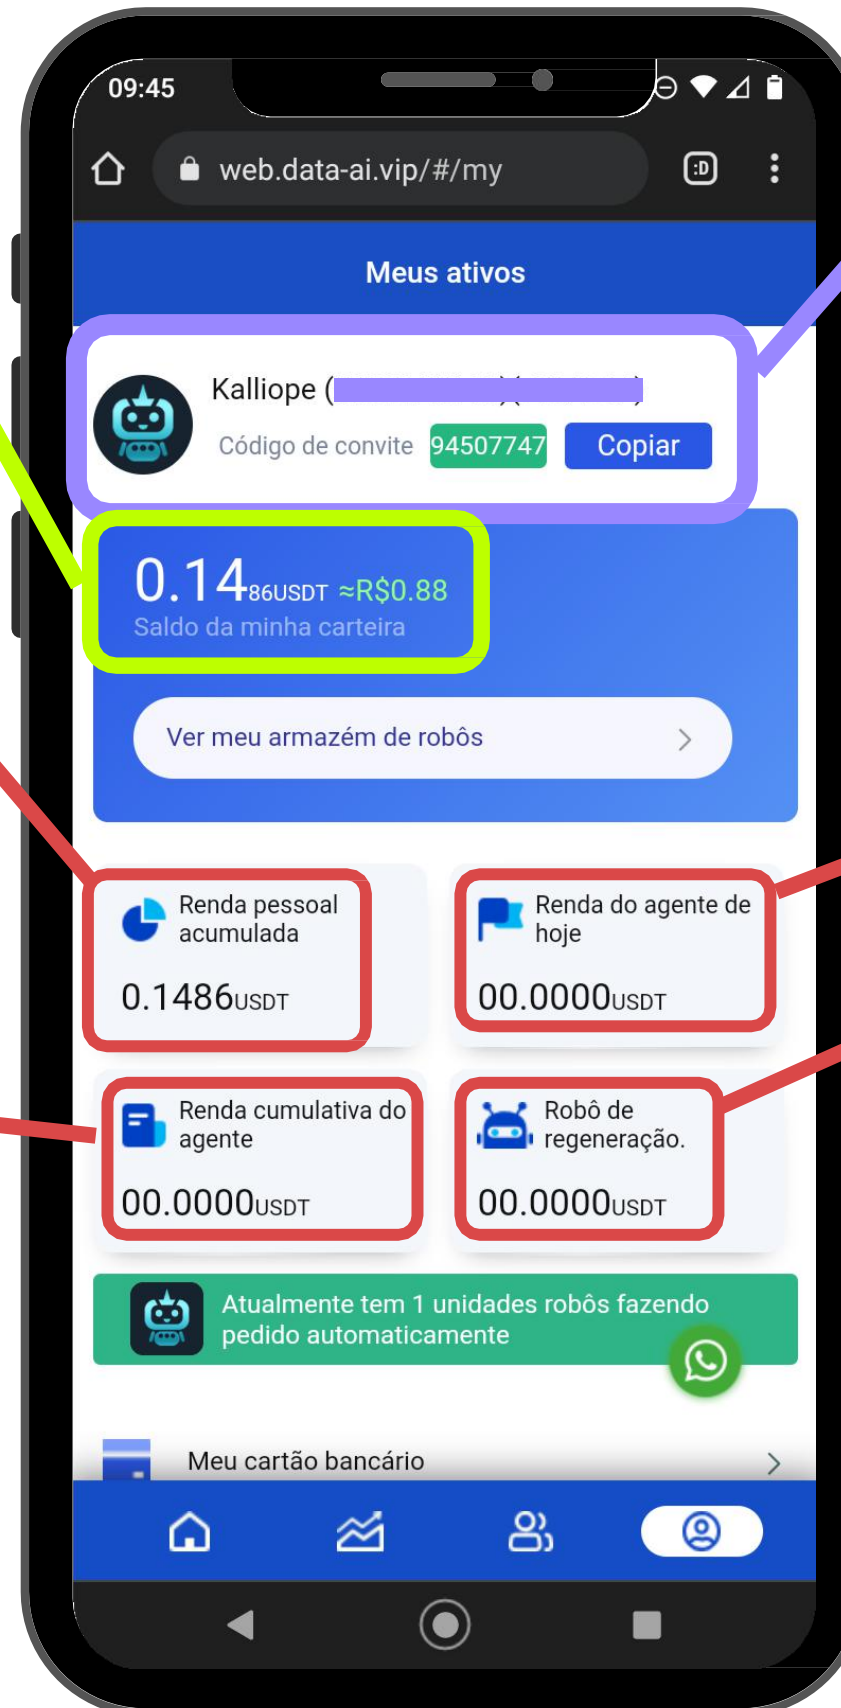 09:45
web.data-ai.vip/#/my
:D
Meus ativos
Kalliope (
Código de convite 94507747 Copiar
0.1486USDT ≈R$0.88
Saldo da minha carteira
Ver meu armazém de robôs
Renda pessoal
acumulada
0.1486USDT
Renda do agente de
hoje
00.0000USDT
Renda cumulativa do
agente
00.0000USDT
Robô de
regeneração.
00.0000USDT
Atualmente tem 1 unidades robôs fazendo
pedido automaticamente
Meu cartão bancário